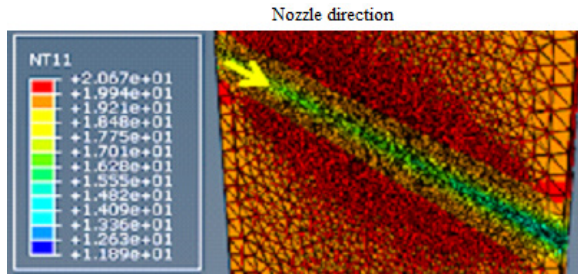 Nozzle direction
NT11
+2.067e+01
+1.994e+01
+1.921e+01
+1.848e+01
+1.775e+01
+1.701e+01
+1.628e+01
+1.555e+01
+1.482e+01
+1.409e+01
+1.336e+01
+1.263e+01
+1.189e+01